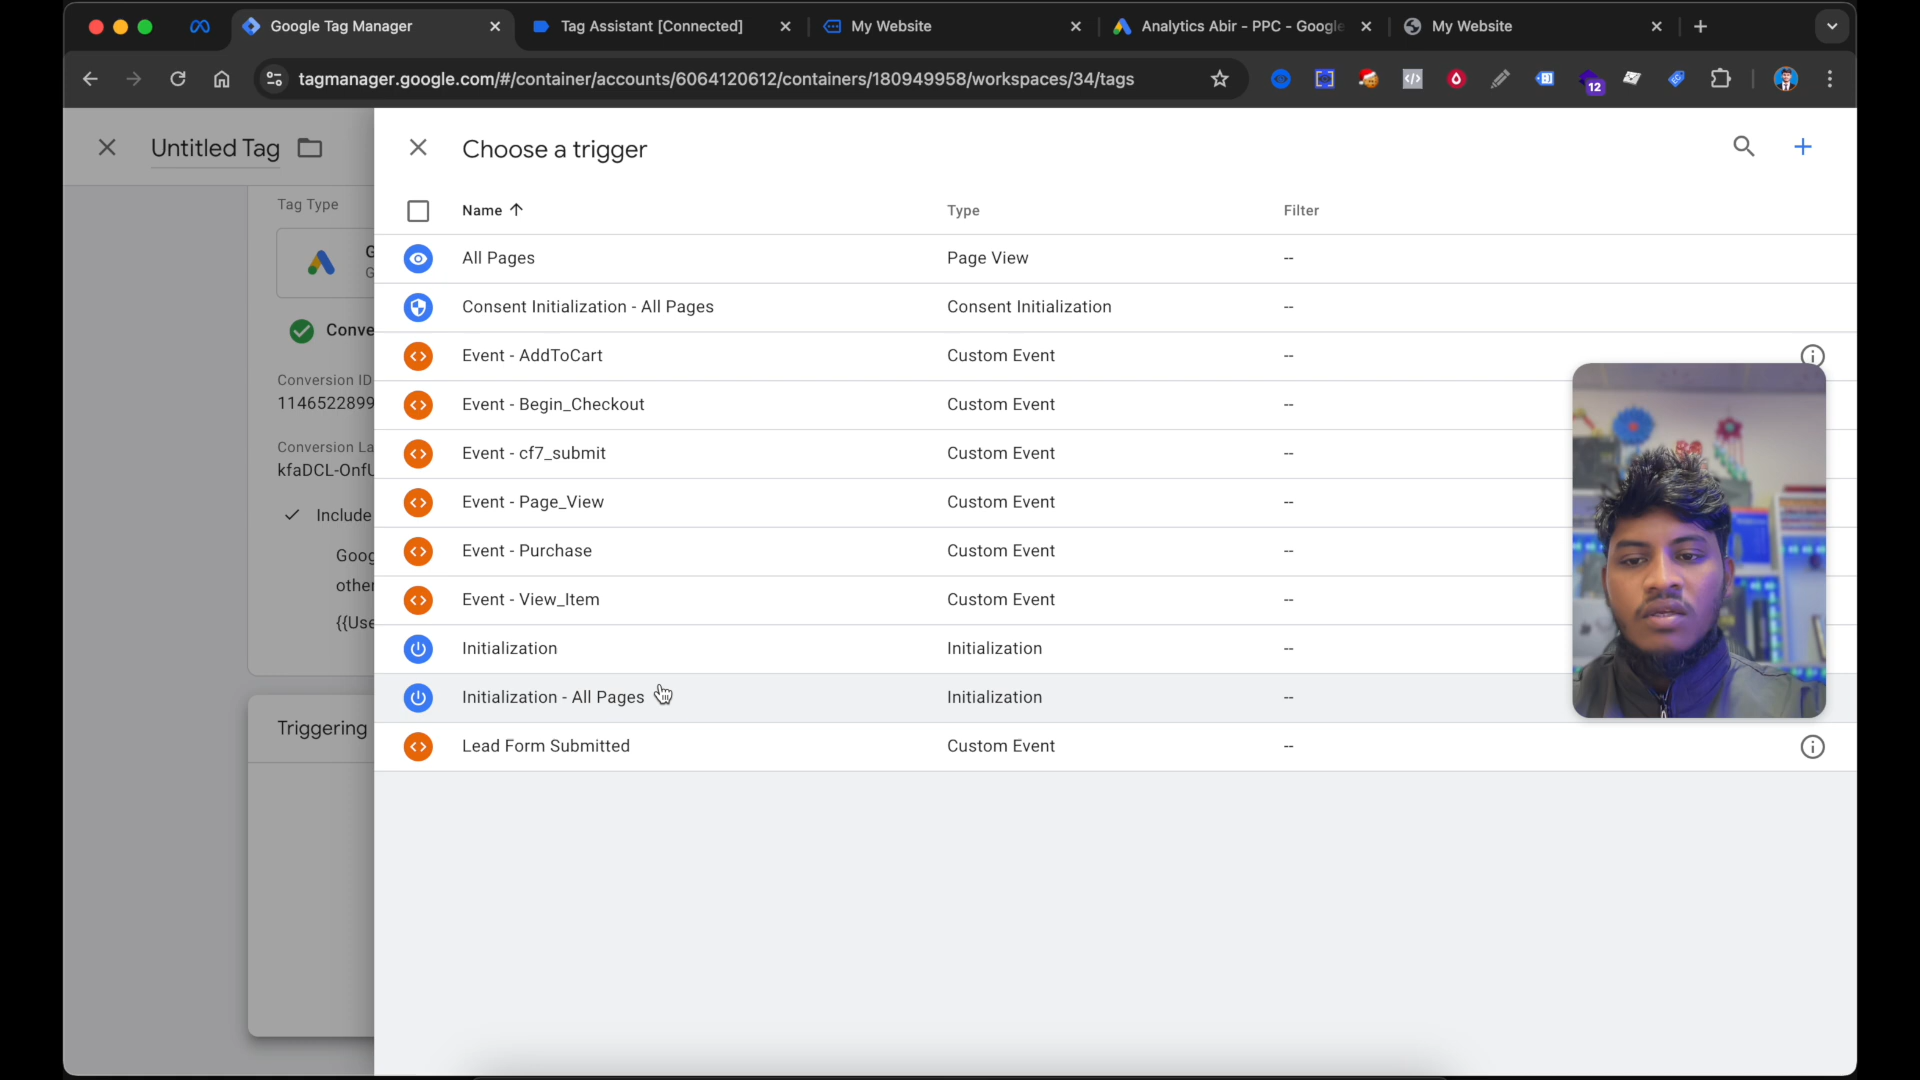 Google Tag Manager
Tag Assistant [Connected]
My Website
Analytics Abir - PPC - Google
My Website
tagmanager.google.com/#/container/accounts/6064120612/containers/180949958/workspaces/34/tags
12
Untitled Tag
Choose a trigger
Name
Type
Filter
All Pages
Page View
--
Consent Initialization - All Pages
Consent Initialization
--
Event - AddToCart
Custom Event
--
Event - Begin_Checkout
Custom Event
--
Event - cf7_submit
Custom Event
--
Event - Page_View
Custom Event
--
Event - Purchase
Custom Event
--
Event - View_Item
Custom Event
--
Initialization
Initialization
--
Initialization - All Pages
Initialization
--
Lead Form Submitted
Custom Event
--
Tag Type
Conve
Conversion ID
1146522899
Conversion La
kfaDCL-Onf
Include
Goog
other
{{Use
Triggering